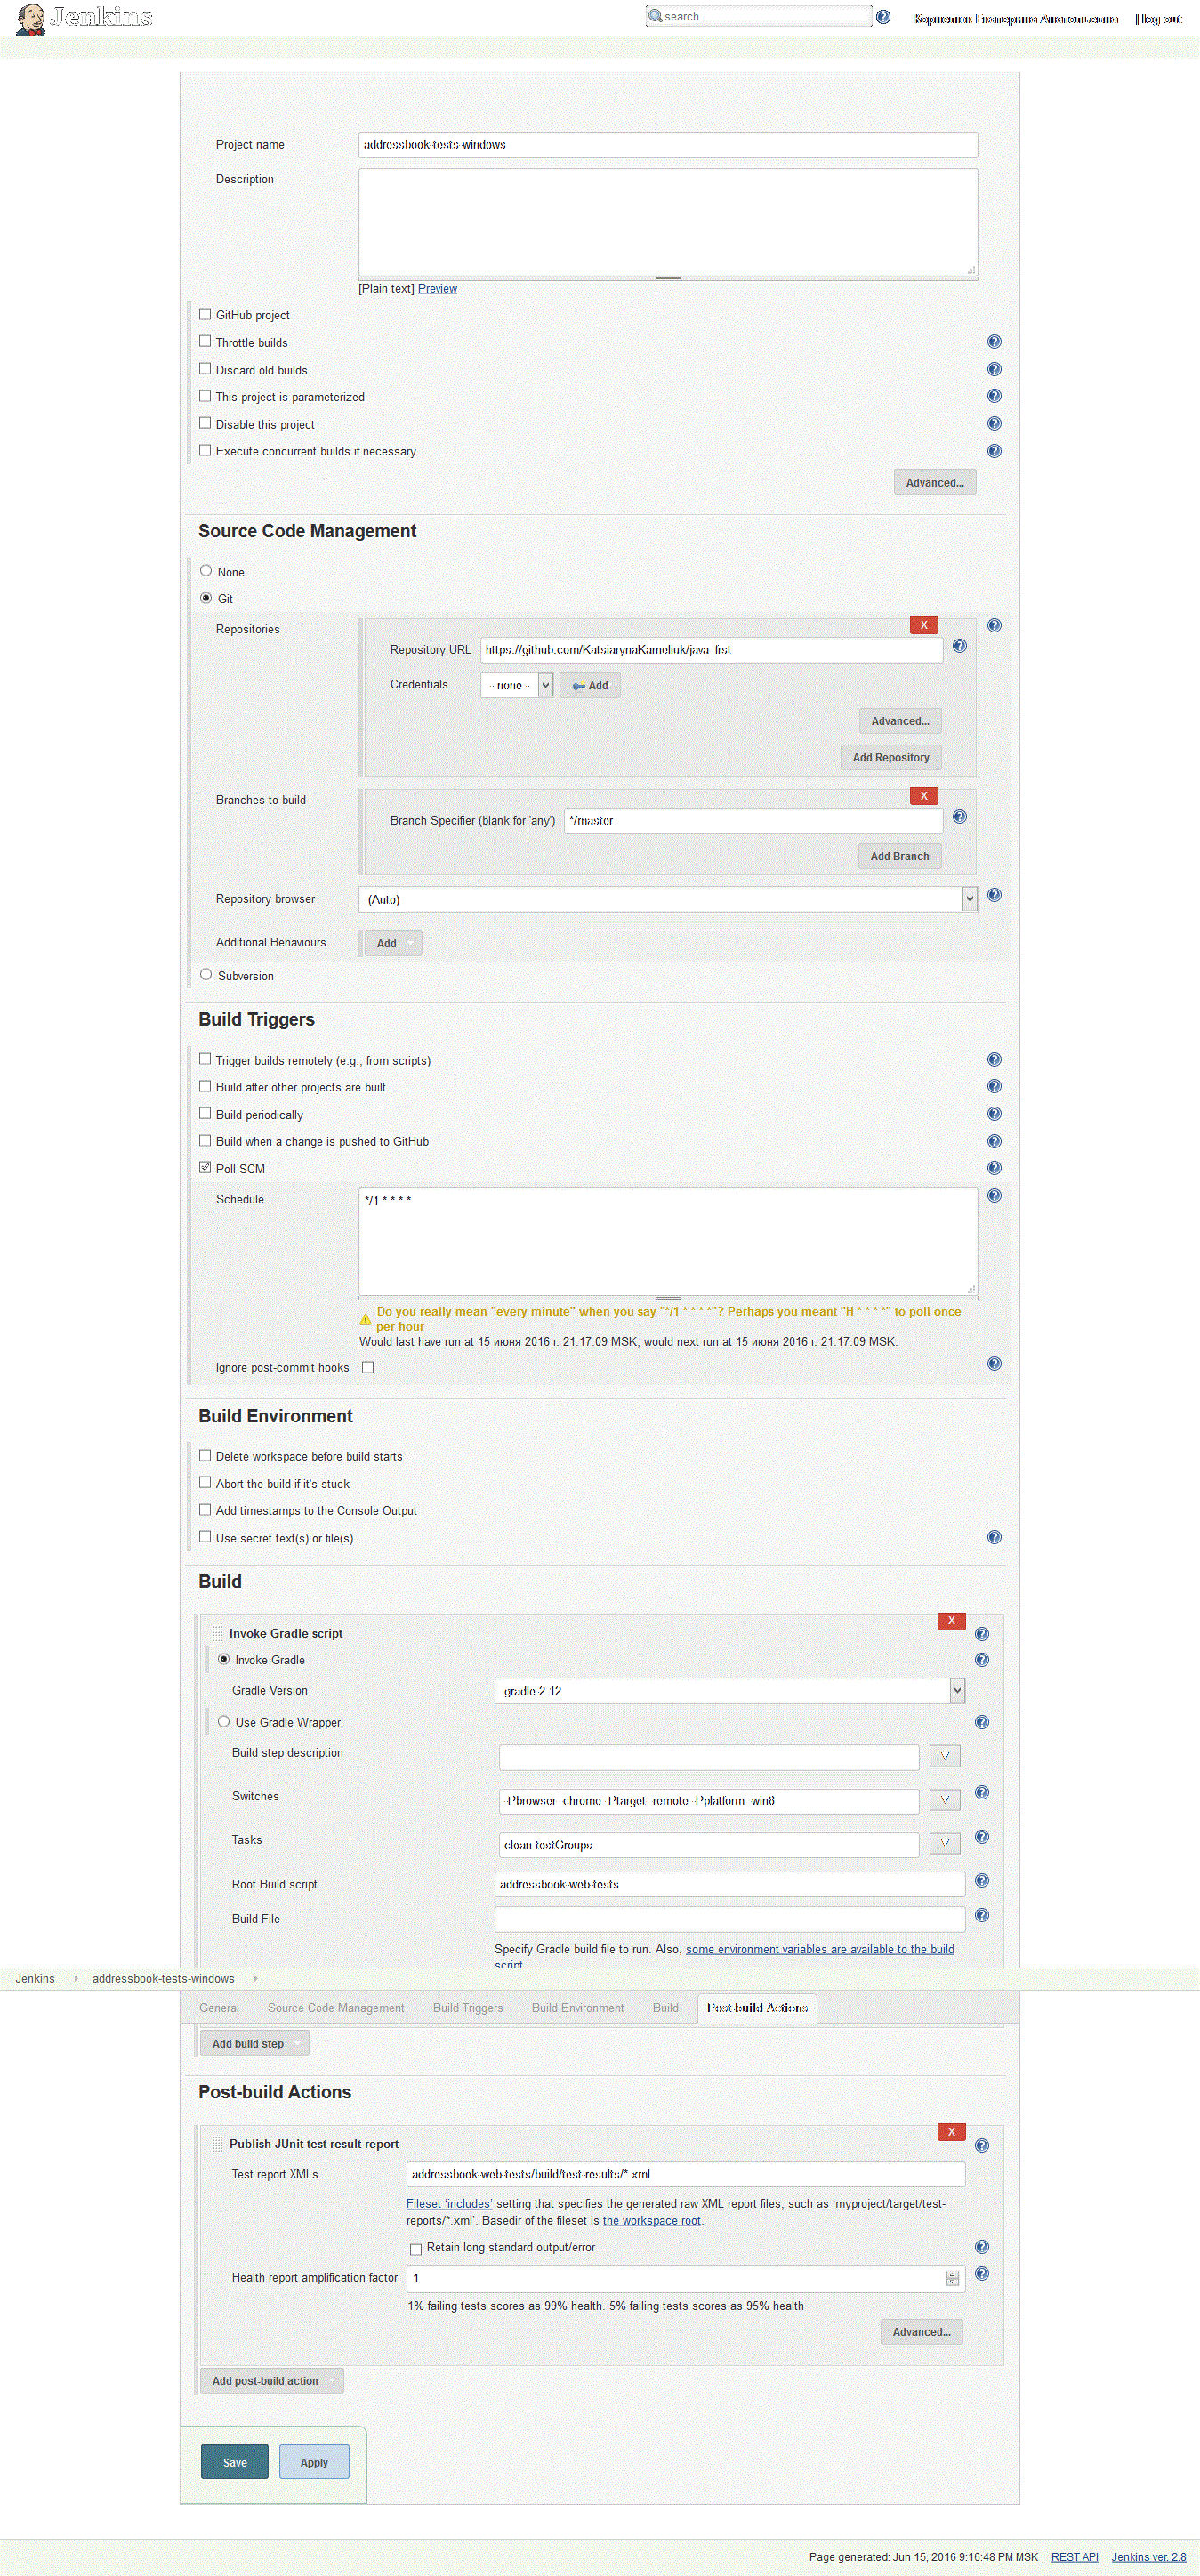 Jenkins
search
log out
Project name
addressbook-tests-windows
Description
[Plain text] Preview
GitHub project
Throttle builds
Discard old builds
This project is parameterized
Disable this project
Execute concurrent builds if necessary
Advanced...
Source Code Management
None
Git
Repositories
X
Repository URL https://github.com/KatsiarynaKameliuk/java_first
Credentials - none - Add
Advanced...
Add Repository
Branches to build
X
Branch Specifier (blank for 'any') */master
Add Branch
Repository browser (Auto)
Additional Behaviours Add
Subversion
Build Triggers
Trigger builds remotely (e.g., from scripts)
Build after other projects are built
Build periodically
Build when a change is pushed to GitHub
Poll SCM
Schedule
*/1 * * * *
Do you really mean "every minute" when you say "*/1 * * * *"? Perhaps you meant "H * * * *" to poll once
per hour
Would last have run at 15 июня 2016 г. 21:17:09 MSK; would next run at 15 июня 2016 г. 21:17:09 MSK.
Ignore post-commit hooks
Build Environment
Delete workspace before build starts
Abort the build if it's stuck
Add timestamps to the Console Output
Use secret text(s) or file(s)
Build
X
Invoke Gradle script
Invoke Gradle
Gradle Version gradle-2.12
Use Gradle Wrapper
Build step description
Switches -Pbrowser=chrome -Ptarget=remote -Pplatform=win8
Tasks clean testGroups
Root Build script addressbook-web-tests
Build File
Specify Gradle build file to run. Also, some environment variables are available to the build
script
Jenkins addressbook-tests-windows
General Source Code Management Build Triggers Build Environment Build Post-build Actions
Add build step
Post-build Actions
X
Publish JUnit test result report
Test report XMLs addressbook-web-tests/build/test-results/*.xml
Fileset 'includes' setting that specifies the generated raw XML report files, such as 'myproject/target/test-
reports/*.xml'. Basedir of the fileset is the workspace root.
Retain long standard output/error
Health report amplification factor 1
1% failing tests scores as 99% health. 5% failing tests scores as 95% health
Advanced...
Add post-build action
Save Apply
Page generated: Jun 15, 2016 9:16:48 PM MSK REST API Jenkins ver. 2.8